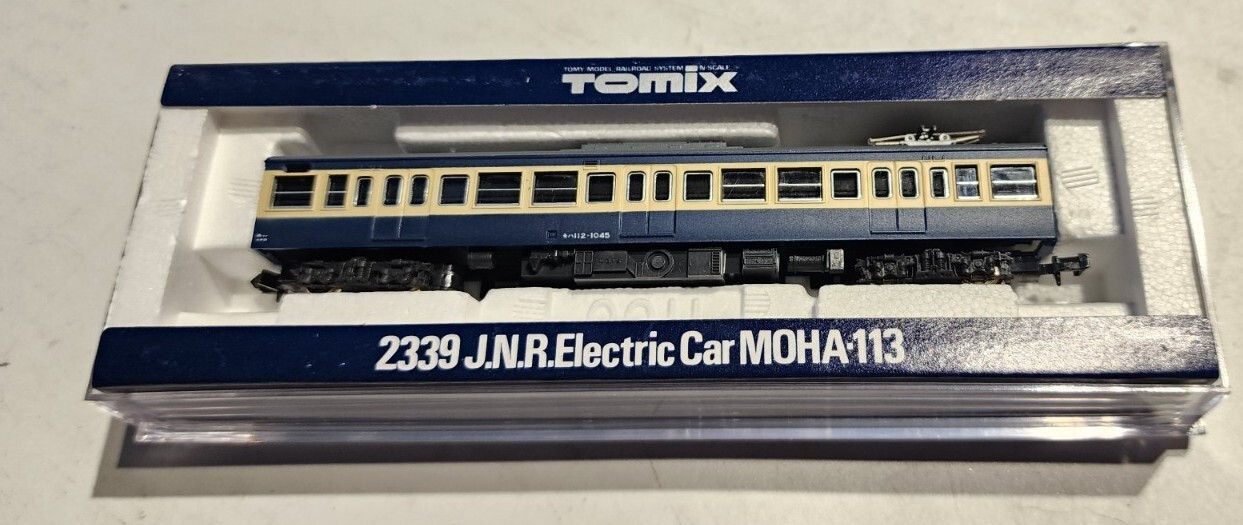 TOMY MODEL RAILROAD SYSTEM N-SCALE
TOMIX
モハ112-1045
2339 J.N.R.Electric Car MOHA·113